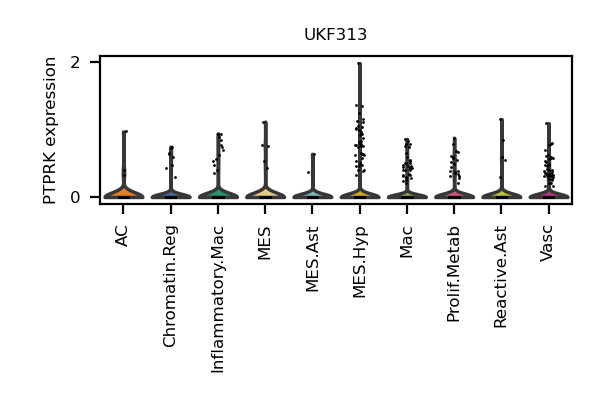 UKF313
PTPRK expression
2
0
AC
Chromatin.Reg
Inflammatory.Mac
MES
MES.Ast
MES.Hyp
Mac
Prolif.Metab
Reactive.Ast
Vasc